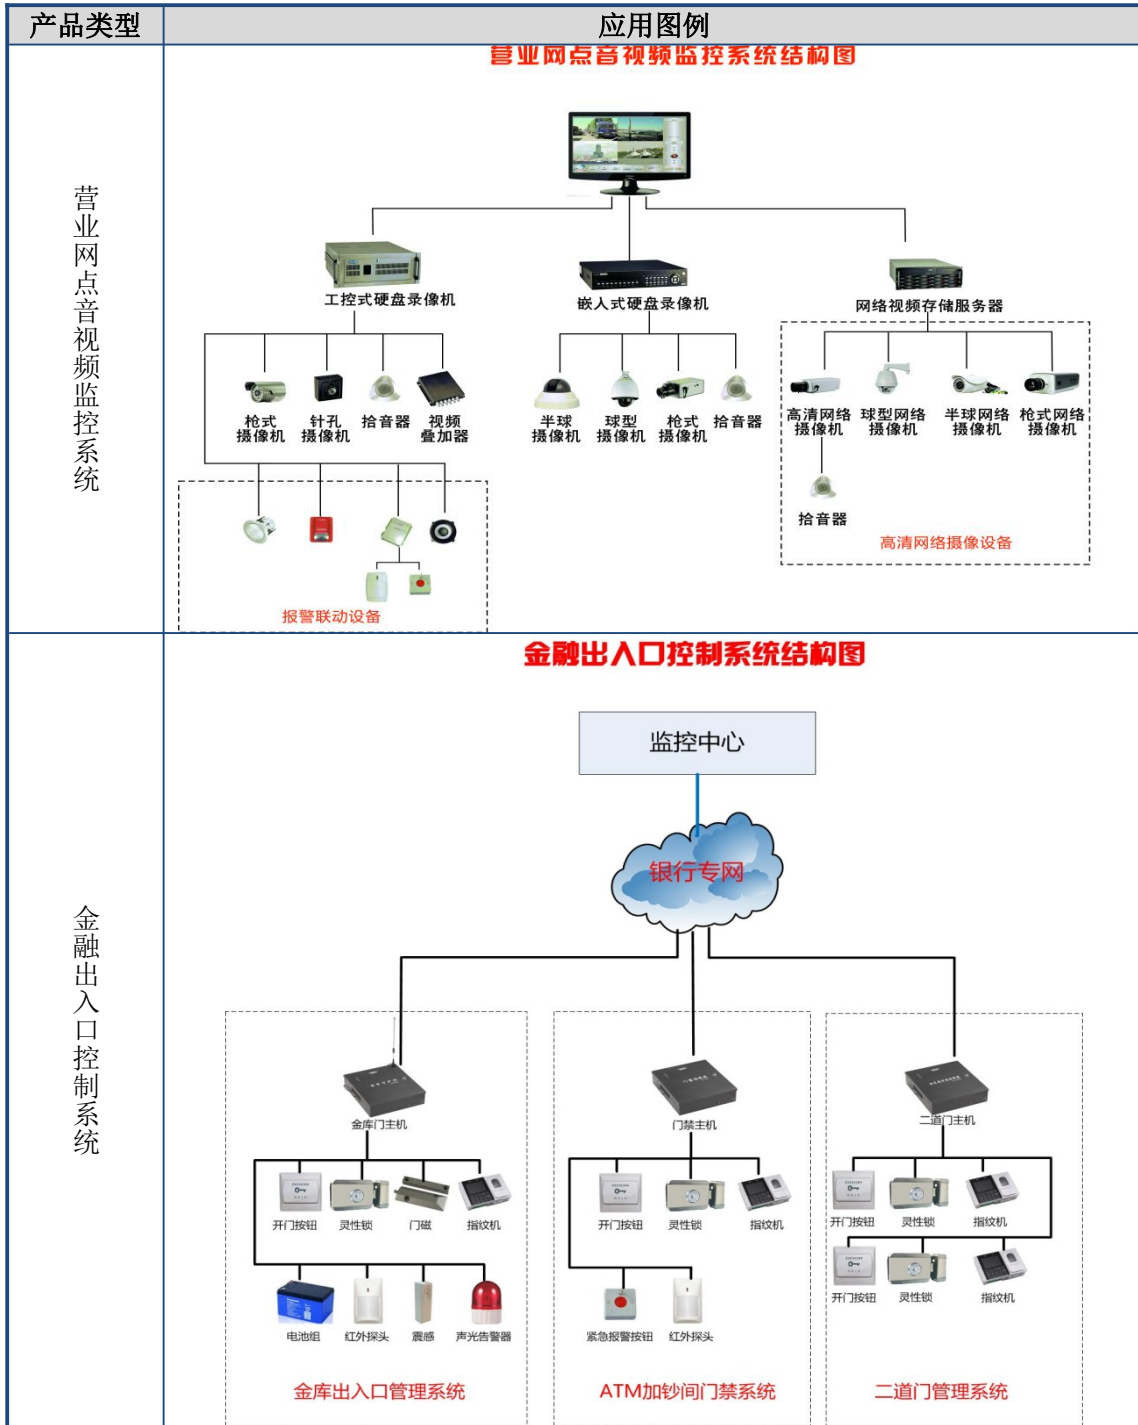 产品类型
应用图例
营业网点音视频监控系统
营业网点音视频监控系统结构图
工控式硬盘录像机
嵌入式硬盘录像机
网络视频存储服务器
枪式
摄像机
针孔
摄像机
拾音器
视频
叠加器
半球
摄像机
球型
摄像机
枪式
摄像机
拾音器
高清网络
摄像机
球型网络
摄像机
半球网络
摄像机
枪式网络
摄像机
拾音器
高清网络摄像设备
报警联动设备
金融出入口控制系统
金融出入口控制系统结构图
监控中心
银行专网
金库门主机
门禁主机
二道门主机
开门按钮
灵性锁
门磁
指纹机
开门按钮
灵性锁
指纹机
开门按钮
灵性锁
指纹机
开门按钮
灵性锁
指纹机
电池组
红外探头
震感
声光告警器
紧急报警按钮
红外探头
金库出入口管理系统
ATM加钞间门禁系统
二道门管理系统